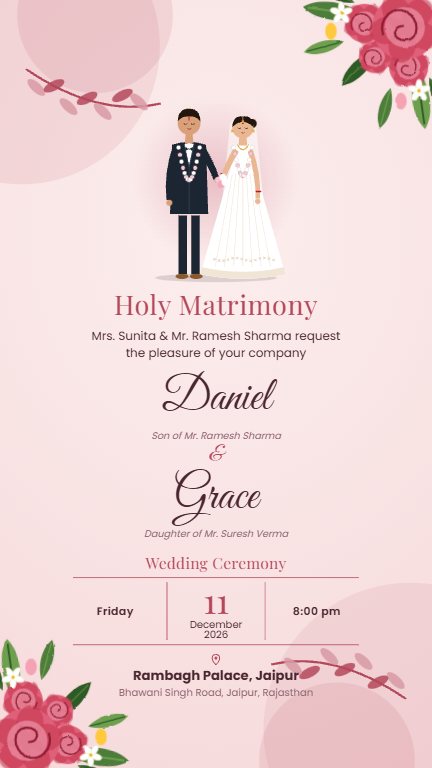 Holy Matrimony
Mrs. Sunita & Mr. Ramesh Sharma request
the pleasure of your company
Daniel
Son of Mr. Ramesh Sharma
&
Grace
Daughter of Mr. Suresh Verma
Wedding Ceremony
Friday
11
December
2026
8:00 pm
Rambagh Palace, Jaipur
Bhawani Singh Road, Jaipur, Rajasthan